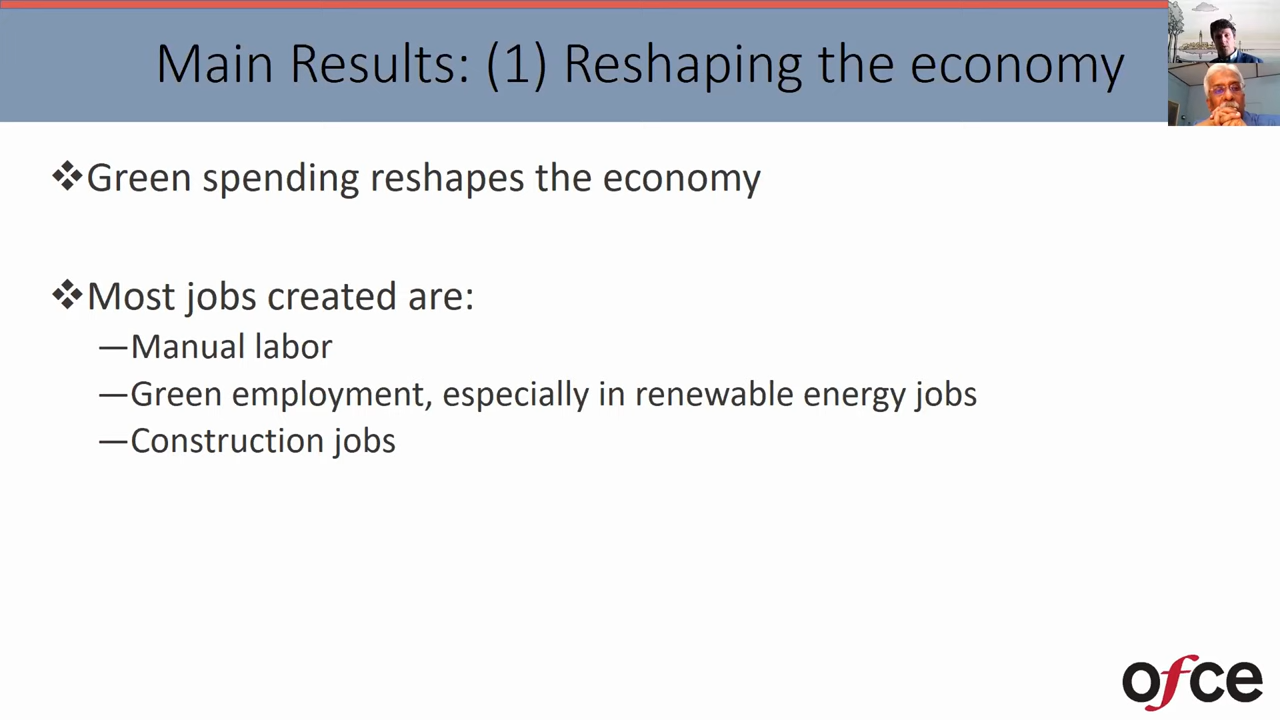 Main Results: (1) Reshaping the economy
❖Green spending reshapes the economy
❖Most jobs created are:
—Manual labor
—Green employment, especially in renewable energy jobs
—Construction jobs
ofce